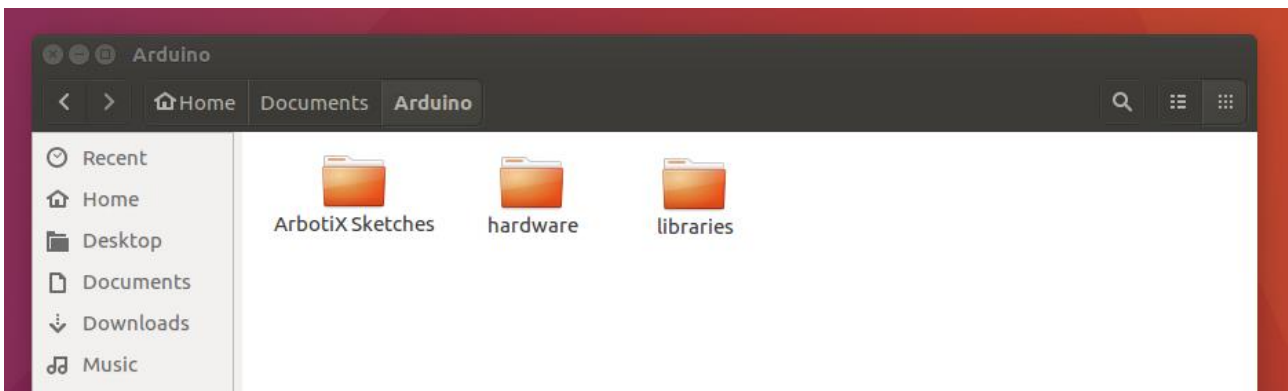 Arduino
Home Documents Arduino
Recent
Home
Desktop
Documents
Downloads
Music
ArbotiX Sketches hardware libraries